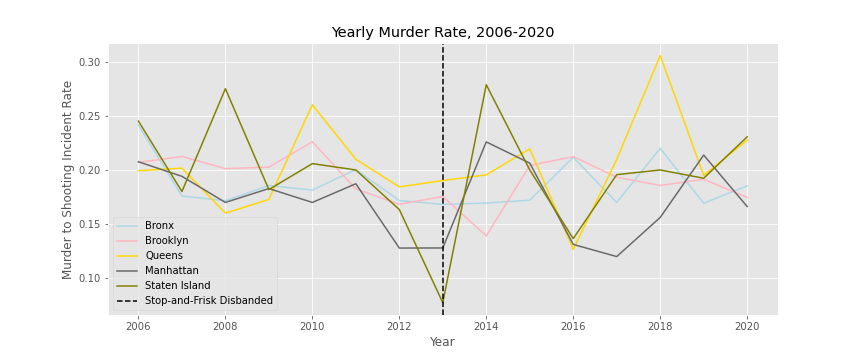 Yearly Murder Rate, 2006-2020
Murder to Shooting Incident Rate
0.30
0.25
0.20
0.15
0.10
Bronx
Brooklyn
Queens
Manhattan
Staten Island
Stop-and-Frisk Disbanded
2006 2008 2010 2012 2014 2016 2018 2020
Year